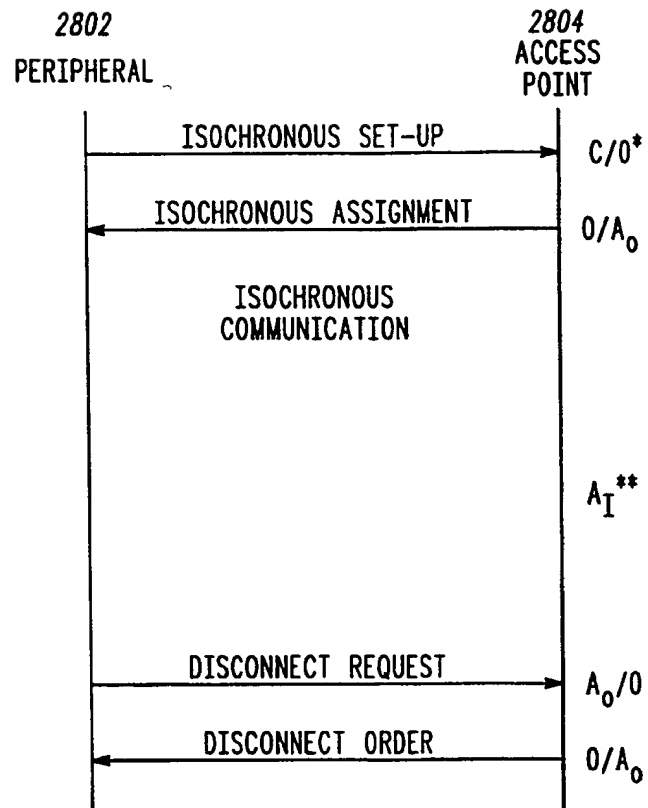 2802
PERIPHERAL
2804
ACCESS
POINT
ISOCHRONOUS SET-UP
C/0*
ISOCHRONOUS ASSIGNMENT
0/A₀
ISOCHRONOUS
COMMUNICATION
A_I**
DISCONNECT REQUEST
A₀/0
DISCONNECT ORDER
0/A₀